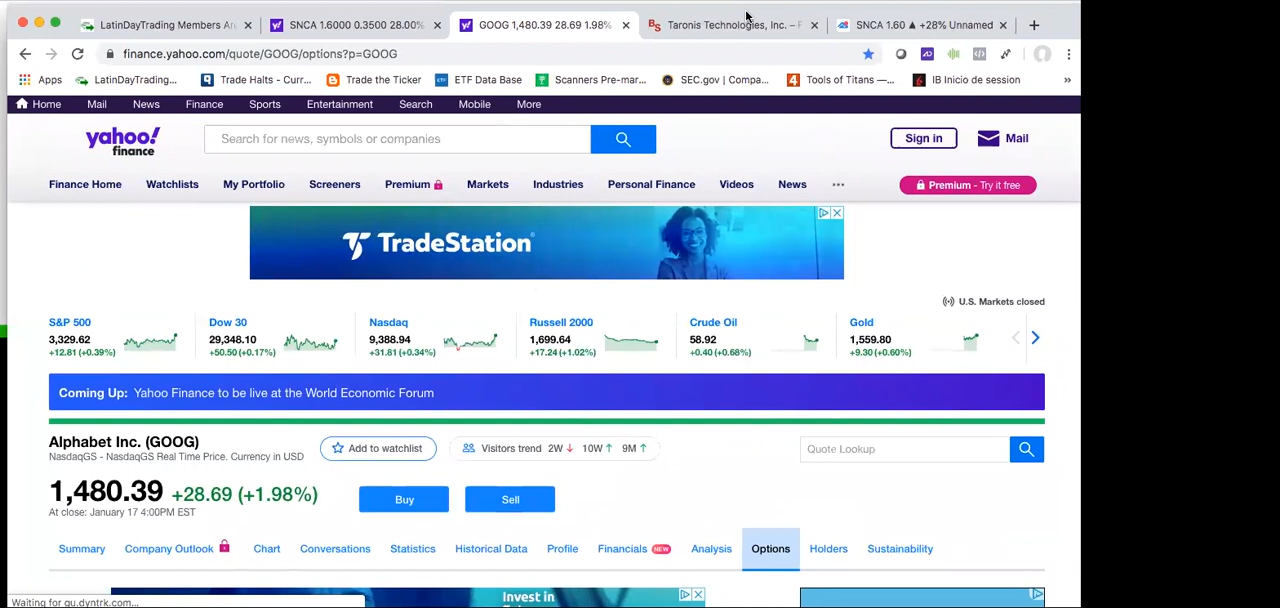 LatinDayTrading Members Ar
SNCA 1.6000 0.3500 28.00%
GOOG 1,480.39 28.69 1.98%
Taronis Technologies, Inc. – F
SNCA 1.60 ▲ +28% Unnamed
finance.yahoo.com/quote/GOOG/options?p=GOOG
Apps LatinDayTrading... Trade Halts - Curr... Trade the Ticker ETF Data Base Scanners Pre-mar... SEC.gov | Compa... Tools of Titans —... IB Inicio de session »
Home Mail News Finance Sports Entertainment Search Mobile More
yahoo!
finance
Search for news, symbols or companies
Sign in Mail
Finance Home Watchlists My Portfolio Screeners Premium Markets Industries Personal Finance Videos News ••• Premium - Try it free
TradeStation
U.S. Markets closed
S&P 500 Dow 30 Nasdaq Russell 2000 Crude Oil Gold
3,329.62 29,348.10 9,388.94 1,699.64 58.92 1,559.80
+12.81 (+0.39%) +50.50 (+0.17%) +31.81 (+0.34%) +17.24 (+1.02%) +0.40 (+0.68%) +9.30 (+0.60%)
Coming Up: Yahoo Finance to be live at the World Economic Forum
Alphabet Inc. (GOOG)
NasdaqGS - NasdaqGS Real Time Price. Currency in USD
Add to watchlist
Visitors trend 2W ↓ 10W ↑ 9M ↑
Quote Lookup
1,480.39 +28.69 (+1.98%)
At close: January 17 4:00PM EST
Buy Sell
Summary Company Outlook Chart Conversations Statistics Historical Data Profile Financials NEW Analysis Options Holders Sustainability
Invest in
Waiting for gu.dyntrk.com...